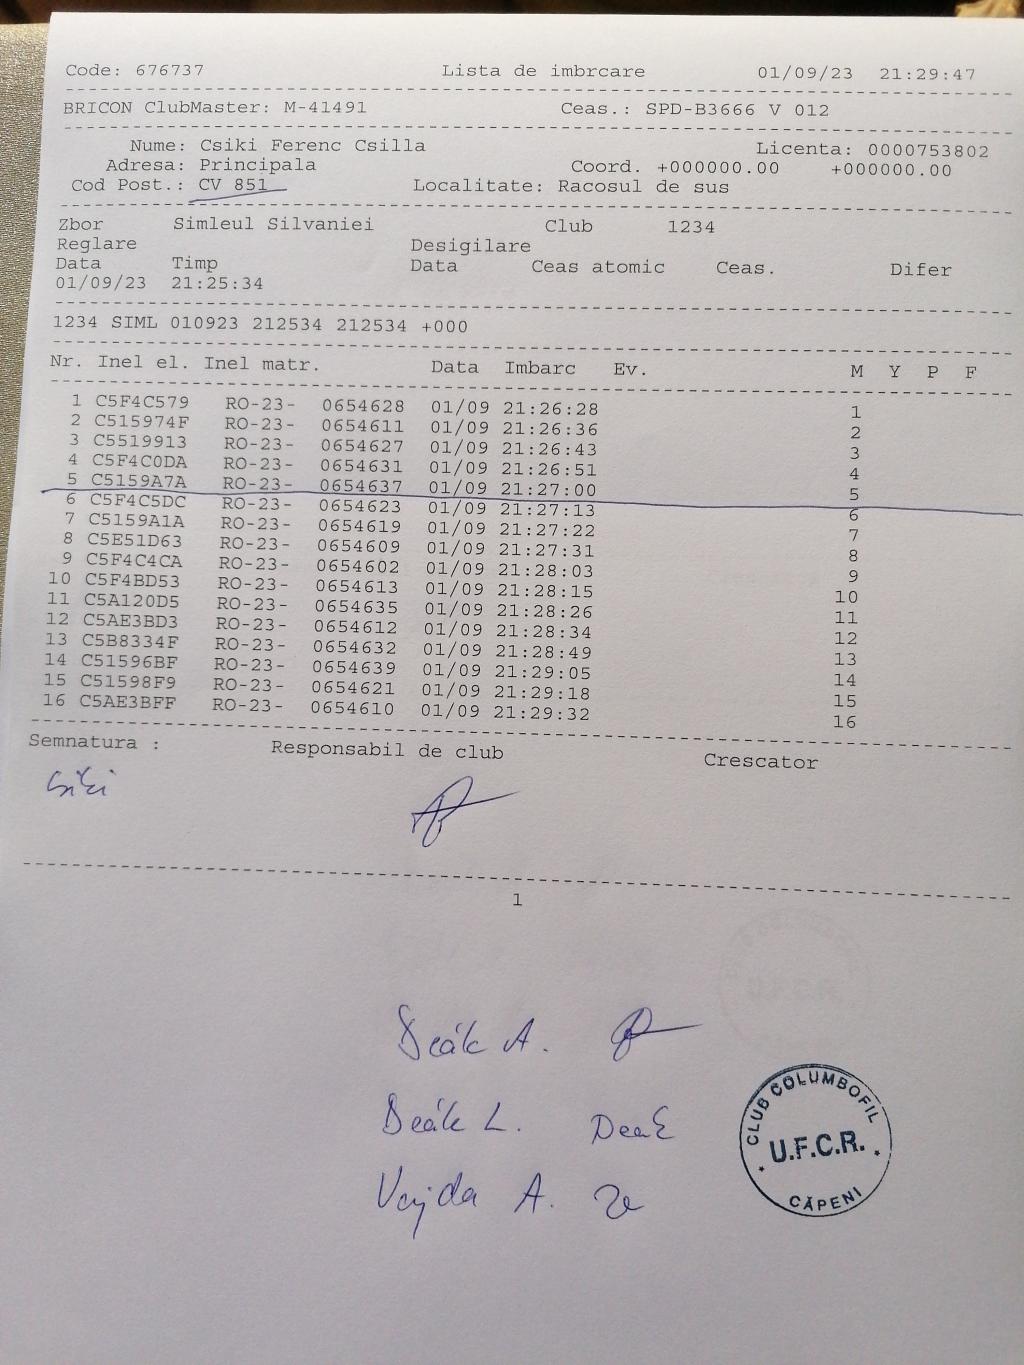 Code: 676737 Lista de imbrcare 01/09/23 21:29:47
BRICON ClubMaster: M-41491 Ceas.: SPD-B3666 V 012
Nume: Csiki Ferenc Csilla Licenta: 0000753802
Adresa: Principala Coord. +000000.00 +000000.00
Cod Post.: CV 851 Localitate: Racosul de sus
Zbor Simleul Silvaniei Club 1234
Reglare Desigilare
Data Timp Data Ceas atomic Ceas. Difer
01/09/23 21:25:34
1234 SIML 010923 212534 212534 +000
Nr. Inel el. Inel matr. Data Imbarc Ev. M Y P F
1 C5F4C579 RO-23- 0654628 01/09 21:26:28 1
2 C515974F RO-23- 0654611 01/09 21:26:36 2
3 C5519913 RO-23- 0654627 01/09 21:26:43 3
4 C5F4C0DA RO-23- 0654631 01/09 21:26:51 4
5 C5159A7A RO-23- 0654637 01/09 21:27:00 5
6 C5F4C5DC RO-23- 0654623 01/09 21:27:13 6
7 C5159A1A RO-23- 0654619 01/09 21:27:22 7
8 C5E51D63 RO-23- 0654609 01/09 21:27:31 8
9 C5F4C4CA RO-23- 0654602 01/09 21:28:03 9
10 C5F4BD53 RO-23- 0654613 01/09 21:28:15 10
11 C5A120D5 RO-23- 0654635 01/09 21:28:26 11
12 C5AE3BD3 RO-23- 0654612 01/09 21:28:34 12
13 C5B8334F RO-23- 0654632 01/09 21:28:49 13
14 C51596BF RO-23- 0654639 01/09 21:29:05 14
15 C51598F9 RO-23- 0654621 01/09 21:29:18 15
16 C5AE3BFF RO-23- 0654610 01/09 21:29:32 16
Semnatura : Responsabil de club Crescator
Csiki
1
Deák A.
Deák L. Deak
Vajda A.
CLUB COLUMBOFIL
U.F.C.R.
CĂPENI